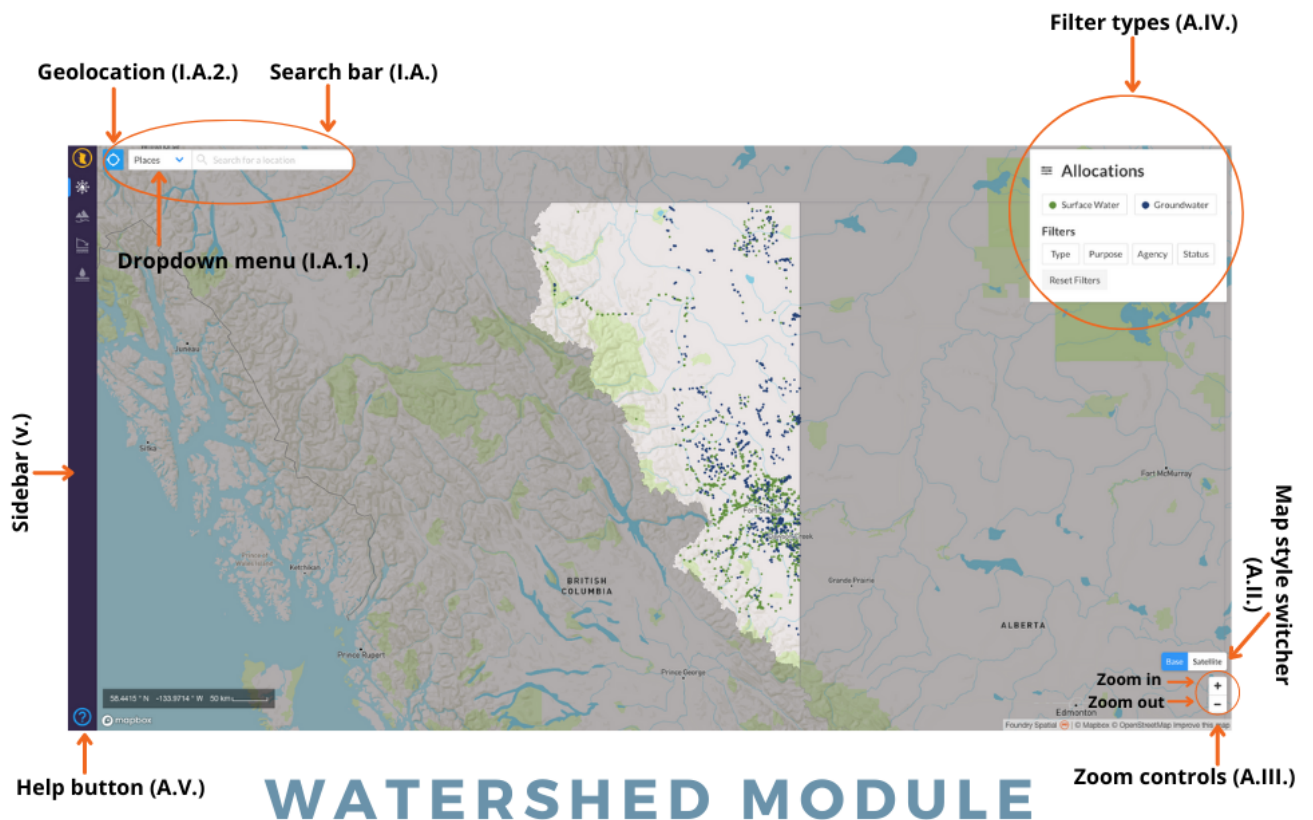 Filter types (A.IV.)
Geolocation (I.A.2.)
Search bar (I.A.)
Places
Search for a location
Allocations
Surface Water
Groundwater
Filters
Type
Purpose
Agency
Status
Reset Filters
Dropdown menu (I.A.1.)
Juneau
Sitka
Sidebar (v.)
Fort McMurray
Map style switcher
(A.II.)
Ketchikan
BRITISH
COLUMBIA
Grande Prairie
ALBERTA
Prince Rupert
Prince George
Base
Satellite
Zoom in
+
Zoom out
−
Edmonton
58.4415 ° N -133.9714 ° W 50 km
mapbox
Foundry Spatial | © Mapbox © OpenStreetMap Improve this map
?
Help button (A.V.)
Zoom controls (A.III.)
WATERSHED MODULE